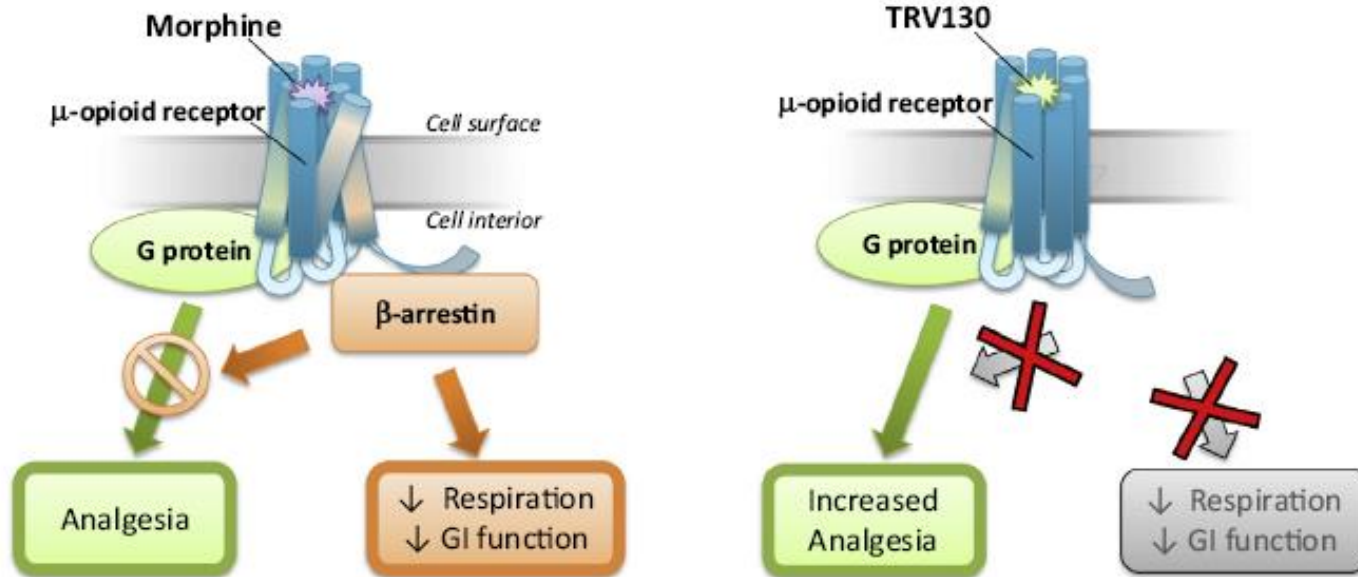 Morphine
μ-opioid receptor
Cell surface
Cell interior
G protein
β-arrestin
Analgesia
↓ Respiration
↓ GI function
TRV130
μ-opioid receptor
G protein
Increased
Analgesia
↓ Respiration
↓ GI function